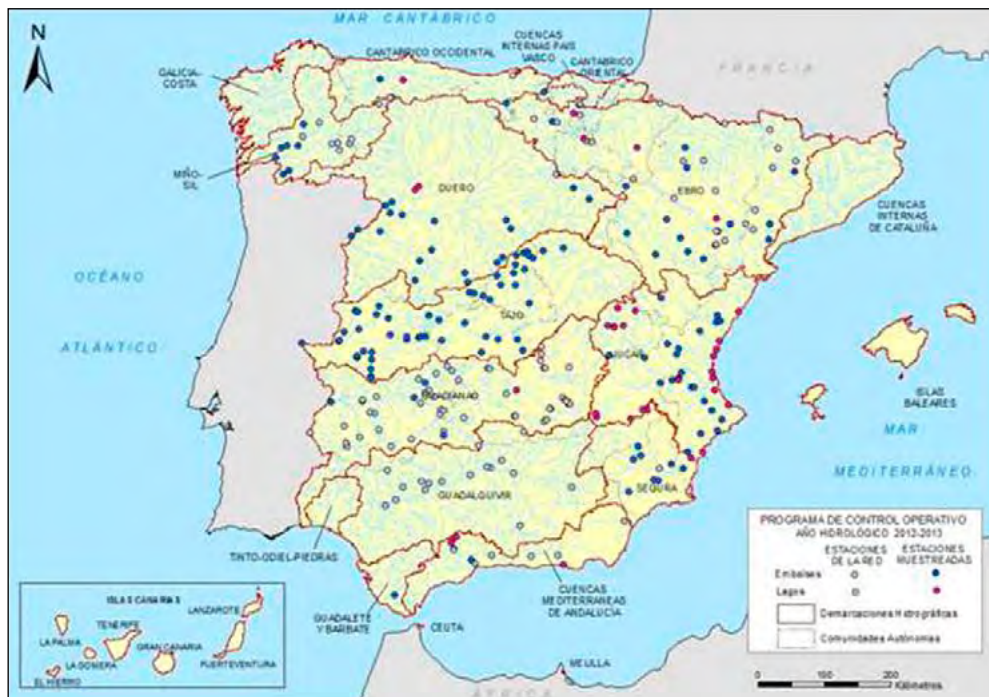 MAR CANTÁBRICO
N
CUENCAS
INTERNAS PAÍS
VASCO
CANTÁBRICO OCCIDENTAL
CANTÁBRICO
ORIENTAL
FRANCIA
GALICIA-
COSTA
MIÑO-
SIL
DUERO
EBRO
CUENCAS
INTERNAS
DE CATALUÑA
OCÉANO
ATLÁNTICO
TAJO
JÚCAR
GUADIANA
ISLAS
BALEARES
MAR
MEDITERRÁNEO
SEGURA
GUADALQUIVIR
TINTO-ODIEL-PIEDRAS
GUADALETE
Y BARBATE
CEUTA
CUENCAS
MEDITERRÁNEAS
DE ANDALUCÍA
MELILLA
ÁFRICA
ISLAS CANARIAS
LANZAROTE
LA PALMA
TENERIFE
GRAN CANARIA
LA GOMERA
EL HIERRO
FUERTEVENTURA
PROGRAMA DE CONTROL OPERATIVO
AÑO HIDROLÓGICO 2012-2013
ESTACIONES
DE LA RED
ESTACIONES
MUESTREADAS
Embalses
Lagos
Demarcaciones Hidrográficas
Comunidades Autónomas
0 100 200
Kilómetros